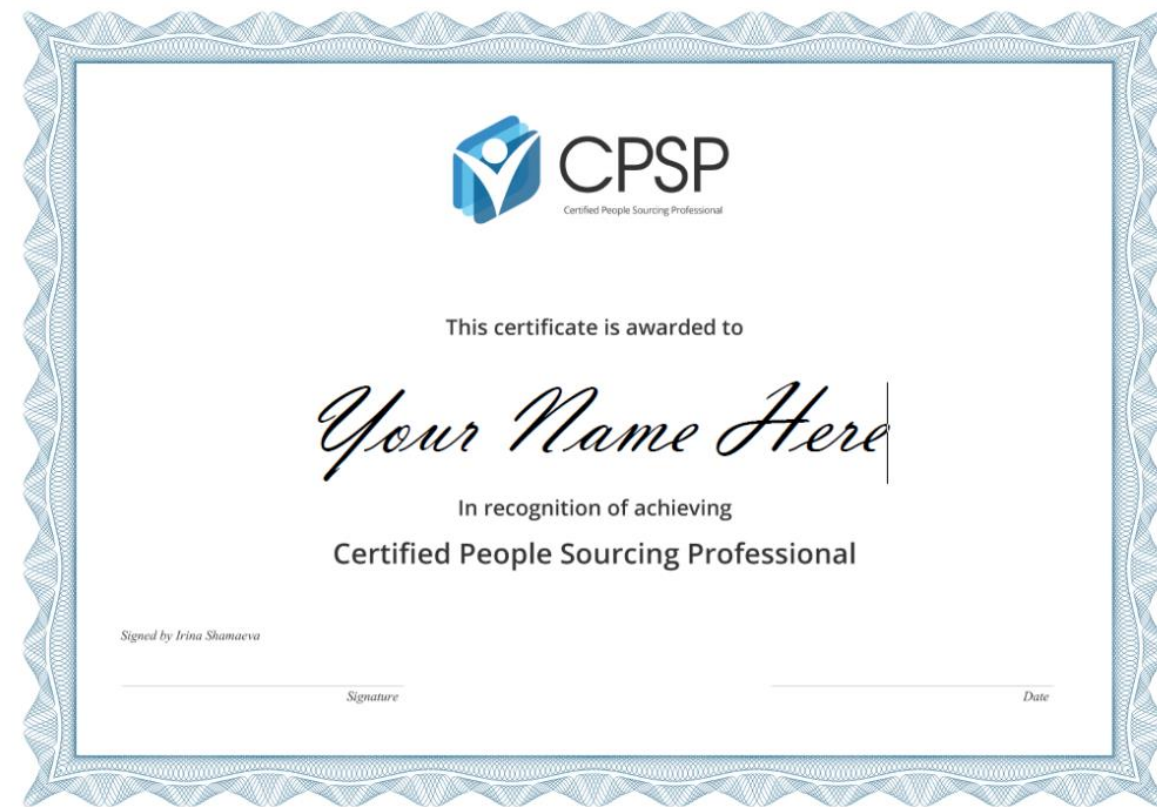 CPSP
Certified People Sourcing Professional
This certificate is awarded to
Your Name Here
In recognition of achieving
Certified People Sourcing Professional
Signed by Irina Shamaeva
Signature
Date